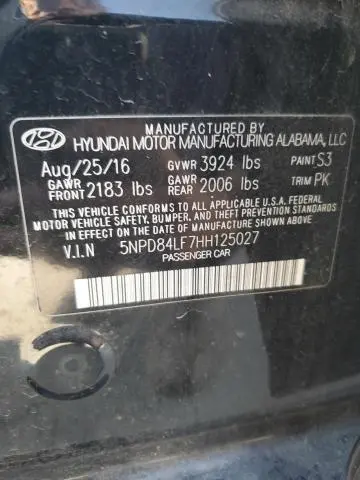 MANUFACTURED BY
HYUNDAI MOTOR MANUFACTURING ALABAMA, LLC
Aug/25/16 GVWR 3924 lbs PAINT S3
GAWR FRONT 2183 lbs GAWR REAR 2006 lbs TRIM PK
THIS VEHICLE CONFORMS TO ALL APPLICABLE U.S.A. FEDERAL
MOTOR VEHICLE SAFETY, BUMPER, AND THEFT PREVENTION STANDARDS
IN EFFECT ON THE DATE OF MANUFACTURE SHOWN ABOVE.
V.I.N 5NPD84LF7HH125027
PASSENGER CAR